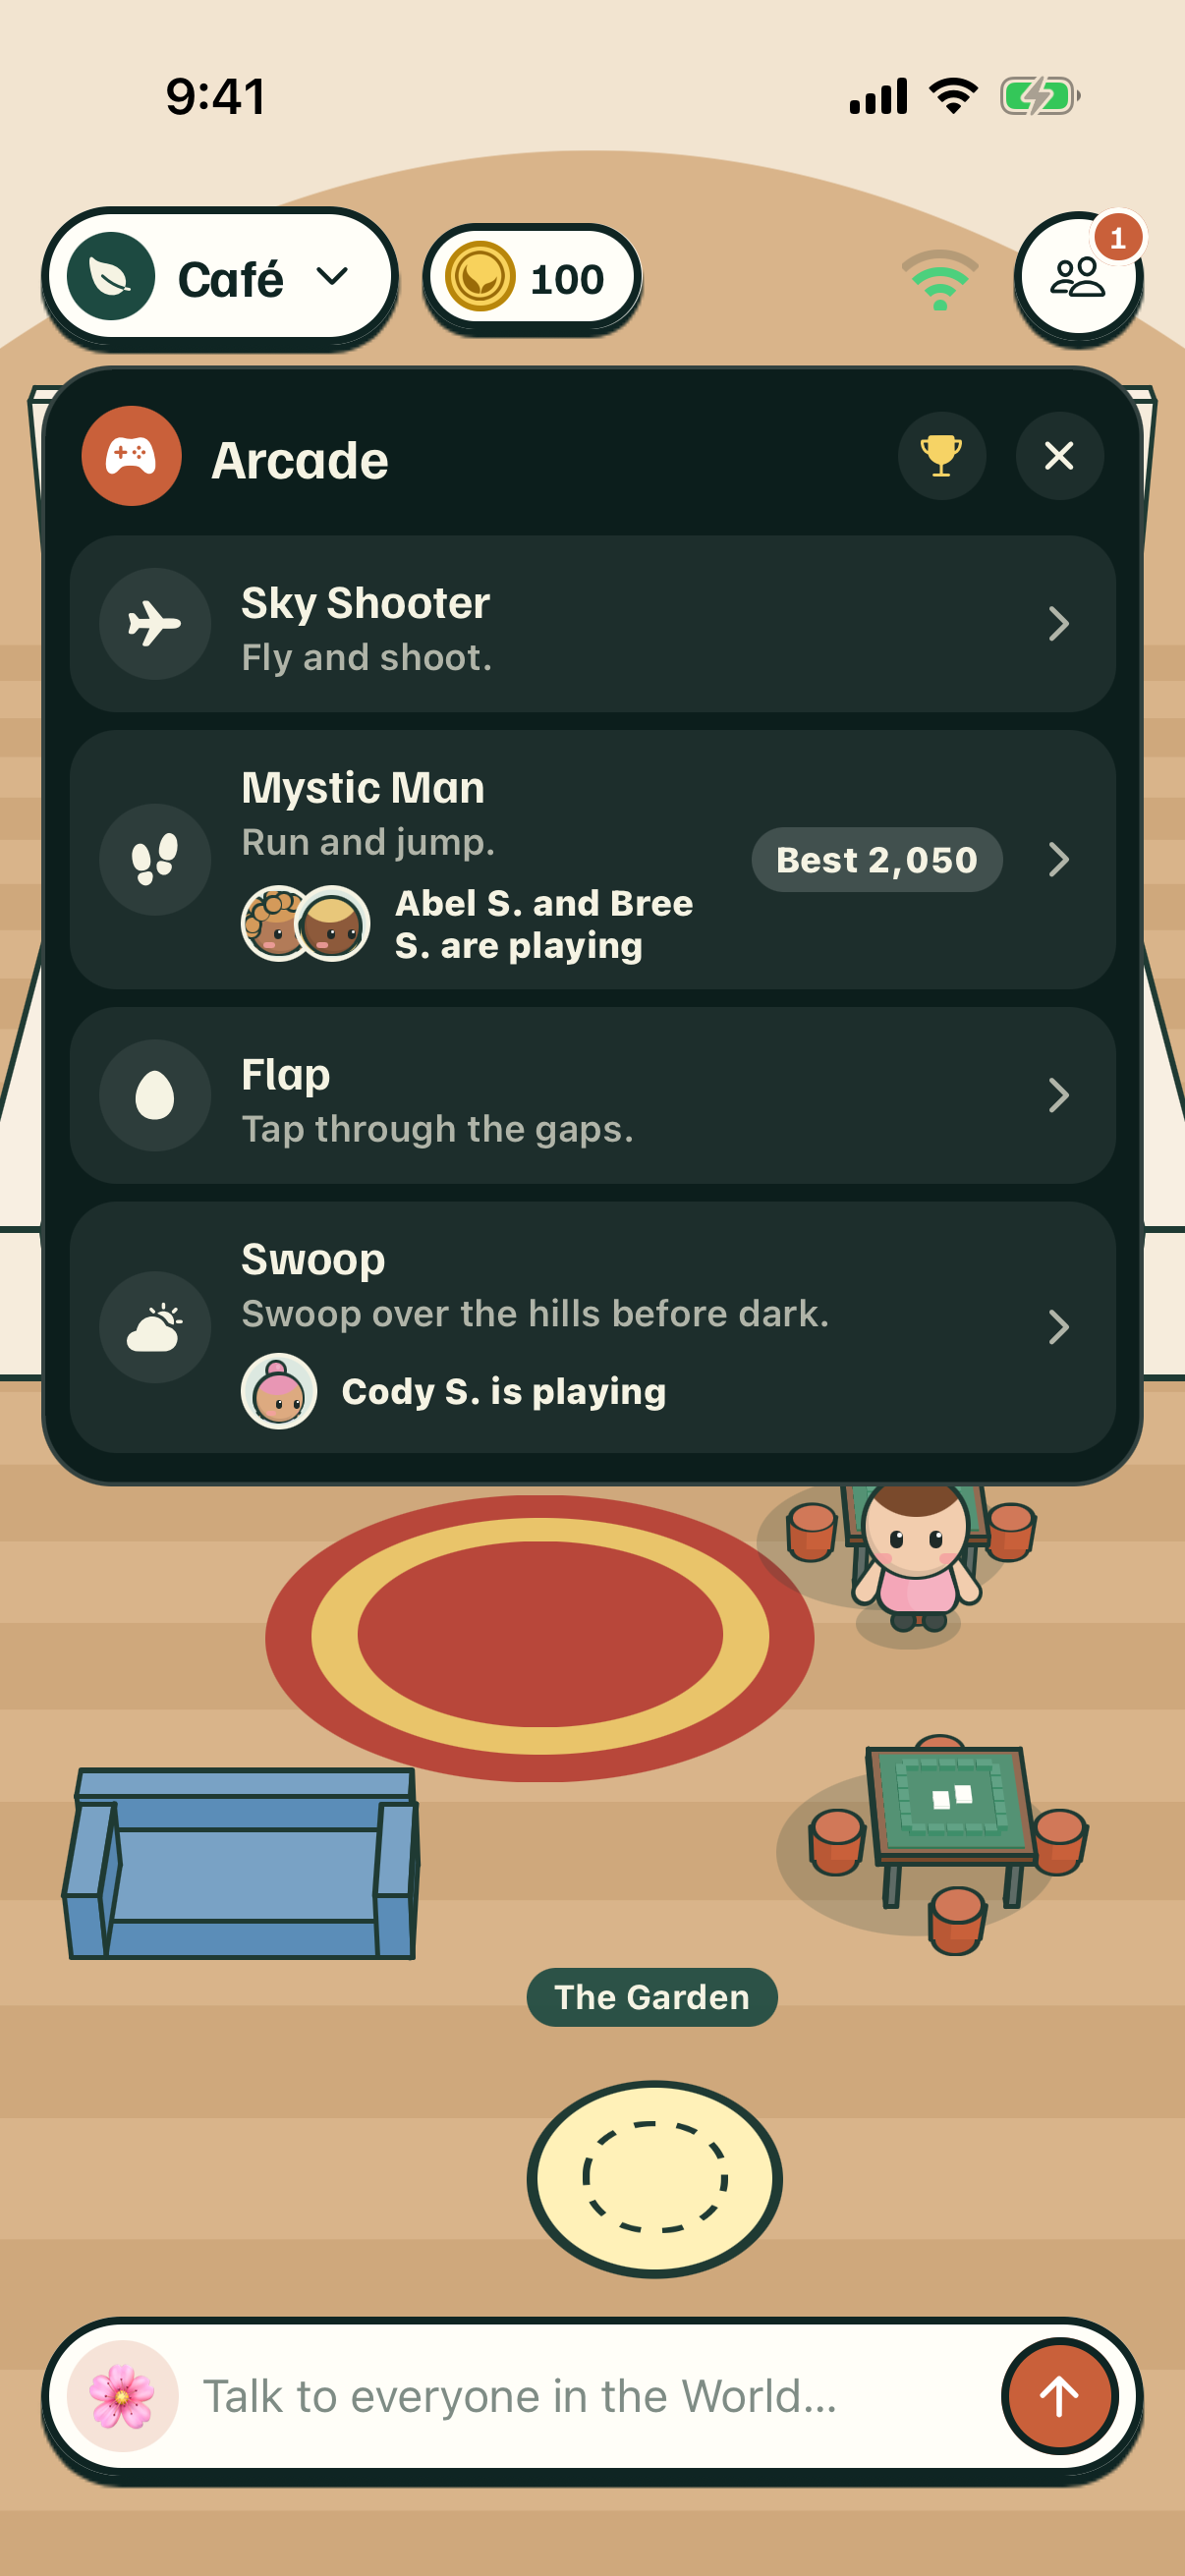 9:41
Café
100
1
Arcade
Sky Shooter
Fly and shoot.
Mystic Man
Run and jump.
Best 2,050
Abel S. and Bree
S. are playing
Flap
Tap through the gaps.
Swoop
Swoop over the hills before dark.
Cody S. is playing
The Garden
Talk to everyone in the World...